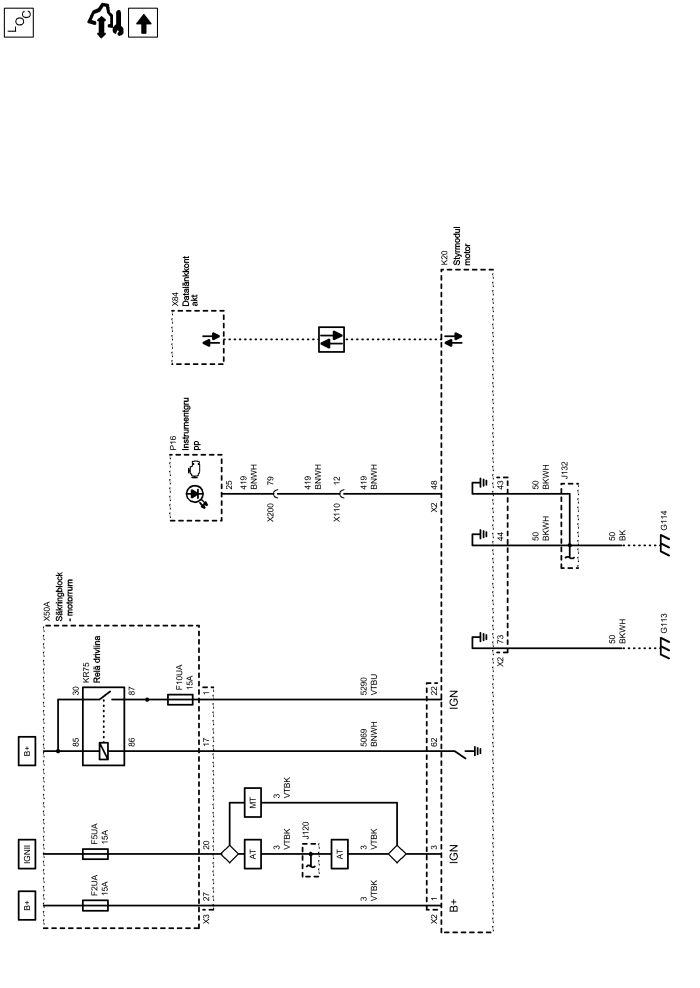 LOC
B+
IGNII
B+
F2UA
15A
F5UA
15A
85
30
KR75
Relä drivlina
86
87
F10UA
15A
X50A
Säkringblock
- motorrum
X3
27
20
17
1
AT
MT
3
VTBK
3
VTBK
J120
AT
3
VTBK
3
VTBK
5069
BNWH
5290
VTBU
X2
1
3
62
22
B+
IGN
IGN
P16
Instrumentgru
pp
25
419
BNWH
X200
79
419
BNWH
X110
12
419
BNWH
X2
48
X84
Datalänkkont
akt
K20
Styrmodul
motor
X2
73
44
43
50
BKWH
50
BKWH
J132
50
BKWH
50
BK
G113
G114